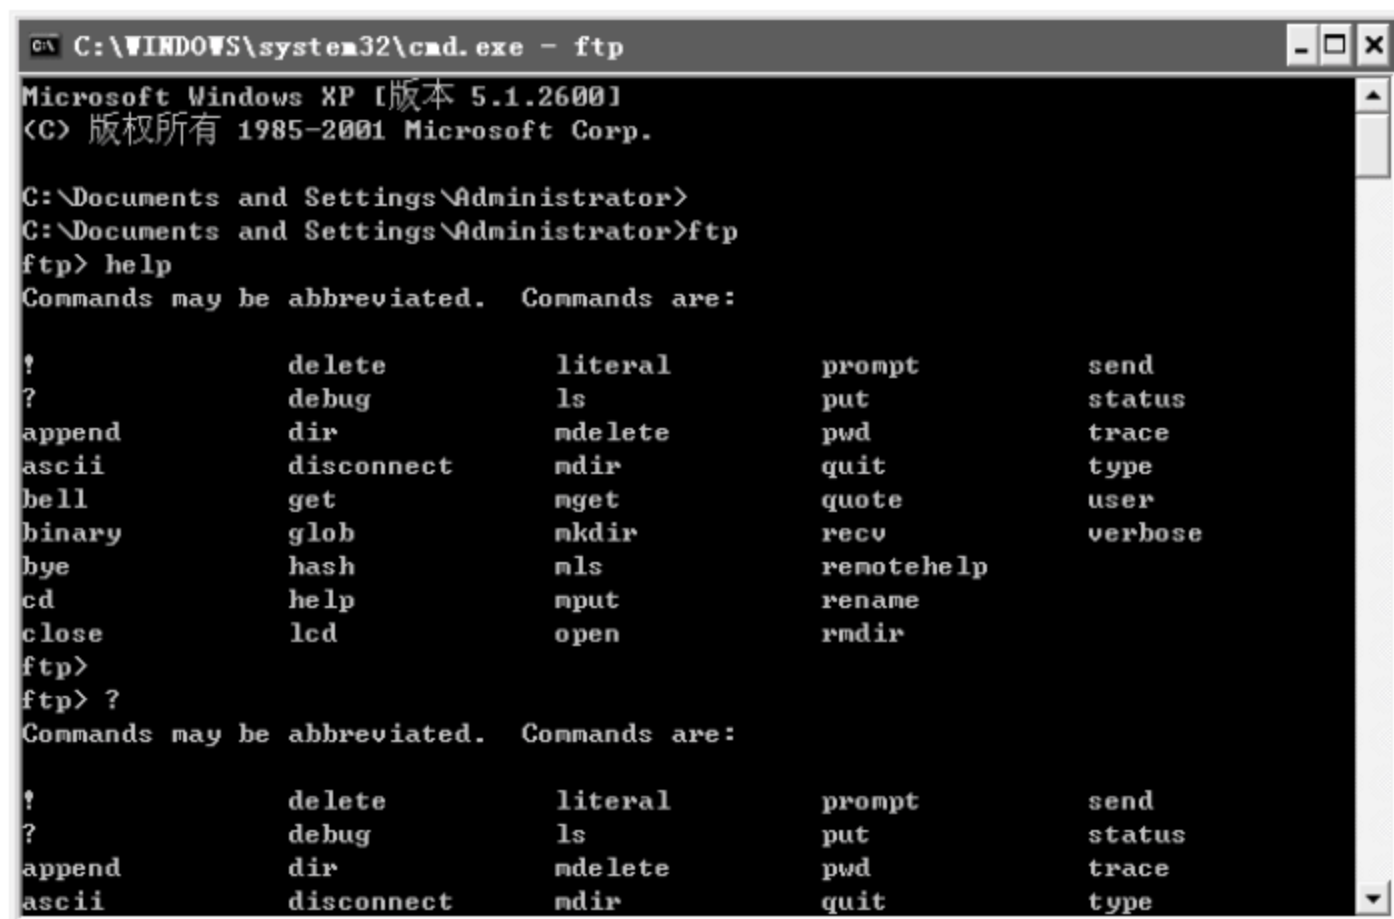 C:\WINDOWS\system32\cmd.exe - ftp
Microsoft Windows XP [版本 5.1.2600]
(C) 版权所有 1985-2001 Microsoft Corp.
C:\Documents and Settings\Administrator>
C:\Documents and Settings\Administrator>ftp
ftp> help
Commands may be abbreviated.  Commands are:
!               delete          literal         prompt          send
?               debug           ls              put             status
append          dir             mdelete         pwd             trace
ascii           disconnect      mdir            quit            type
bell            get             mget            quote           user
binary          glob            mkdir           recv            verbose
bye             hash            mls             remotehelp
cd              help            mput            rename
close           lcd             open            rmdir
ftp>
ftp> ?
Commands may be abbreviated.  Commands are:
!               delete          literal         prompt          send
?               debug           ls              put             status
append          dir             mdelete         pwd             trace
ascii           disconnect      mdir            quit            type